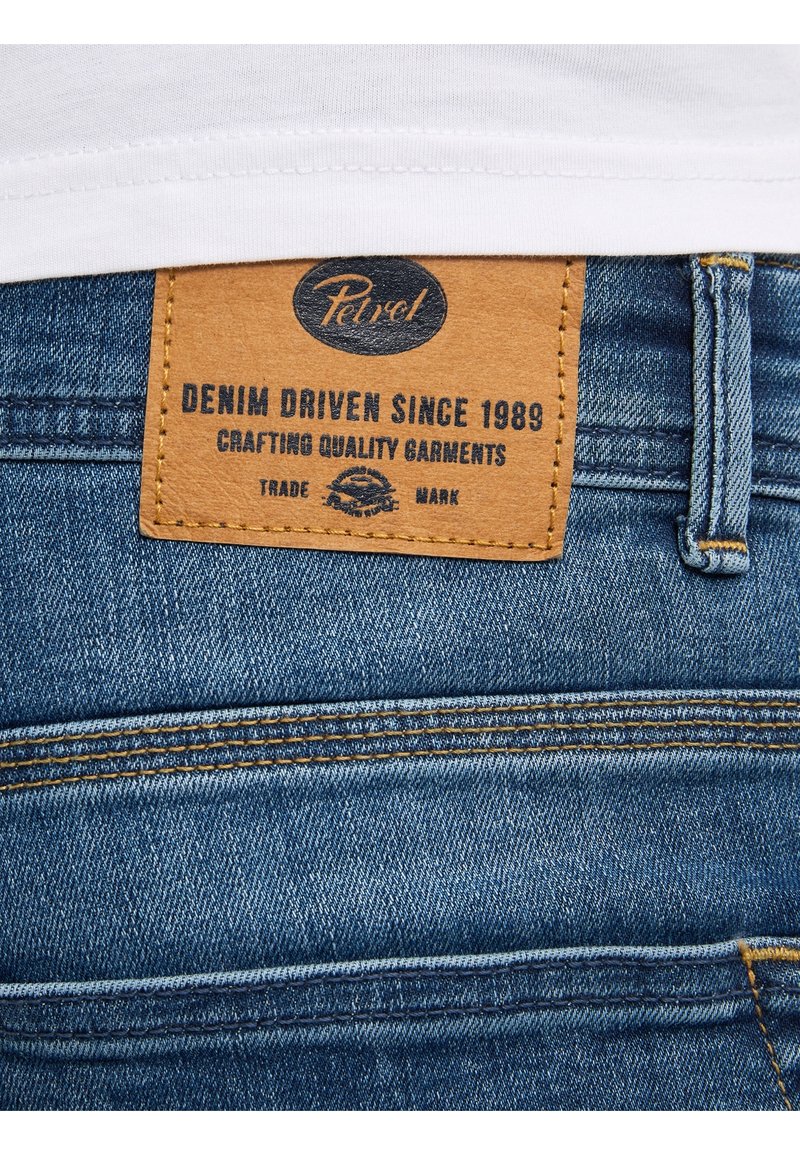 Petrol
DENIM DRIVEN SINCE 1989
CRAFTING QUALITY GARMENTS
TRADE MARK